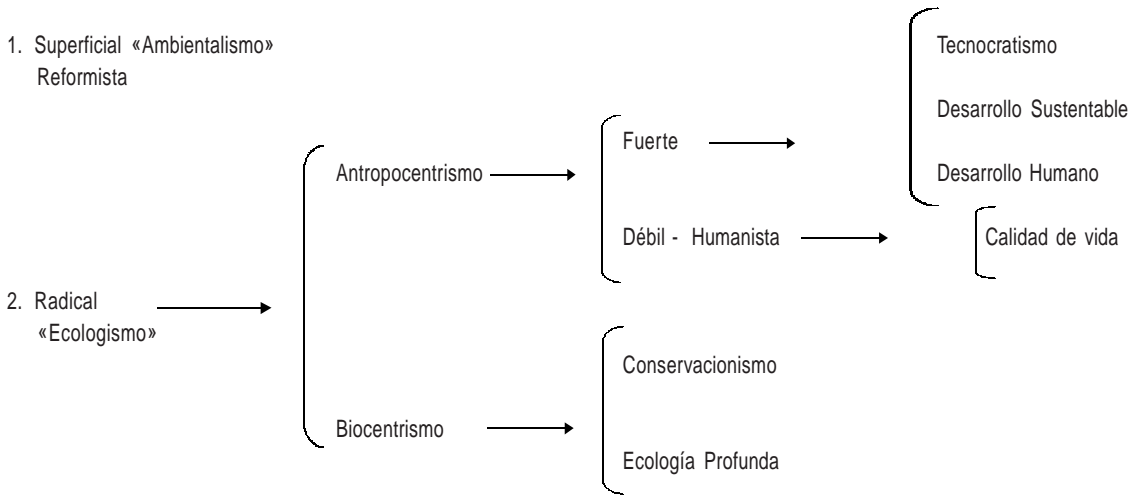 1. Superficial «Ambientalismo»
Reformista
Tecnocratismo
Desarrollo Sustentable
Desarrollo Humano
Fuerte
Antropocentrismo
Débil - Humanista
Calidad de vida
2. Radical
«Ecologismo»
Conservacionismo
Biocentrismo
Ecología Profunda